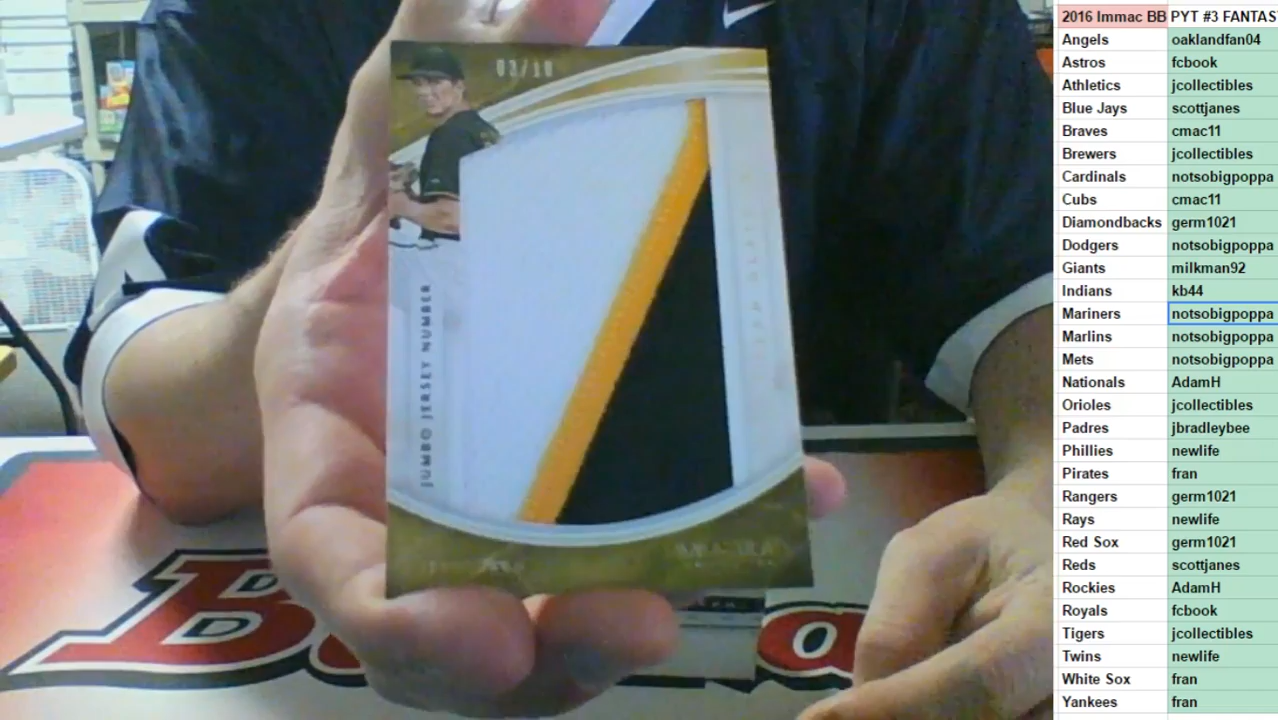 03/10
JUMBO JERSEY NUMBER
2016 Immac BB PYT #3 FANTAS
Angels oaklandfan04
Astros fcbook
Athletics jcollectibles
Blue Jays scottjanes
Braves cmac11
Brewers jcollectibles
Cardinals notsobigpoppa
Cubs cmac11
Diamondbacks germ1021
Dodgers notsobigpoppa
Giants milkman92
Indians kb44
Mariners notsobigpoppa
Marlins notsobigpoppa
Mets notsobigpoppa
Nationals AdamH
Orioles jcollectibles
Padres jbradleybee
Phillies newlife
Pirates fran
Rangers germ1021
Rays newlife
Red Sox germ1021
Reds scottjanes
Rockies AdamH
Royals fcbook
Tigers jcollectibles
Twins newlife
White Sox fran
Yankees fran